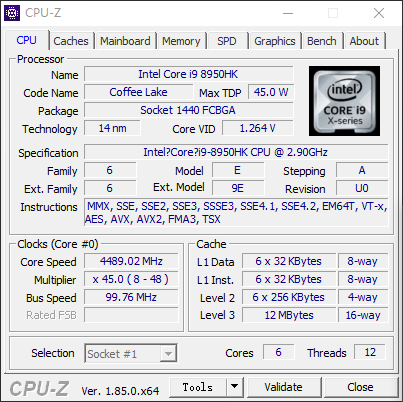 CPU-Z
CPU Caches Mainboard Memory SPD Graphics Bench About
Processor
Name Intel Core i9 8950HK
Code Name Coffee Lake Max TDP 45.0 W
Package Socket 1440 FCBGA
Technology 14 nm Core VID 1.264 V
intel
CORE i9
X-series
Specification Intel?Core?i9-8950HK CPU @ 2.90GHz
Family 6 Model E Stepping A
Ext. Family 6 Ext. Model 9E Revision U0
Instructions MMX, SSE, SSE2, SSE3, SSSE3, SSE4.1, SSE4.2, EM64T, VT-x,
AES, AVX, AVX2, FMA3, TSX
Clocks (Core #0)
Core Speed 4489.02 MHz
Multiplier x 45.0 ( 8 - 48 )
Bus Speed 99.76 MHz
Rated FSB
Cache
L1 Data 6 x 32 KBytes 8-way
L1 Inst. 6 x 32 KBytes 8-way
Level 2 6 x 256 KBytes 4-way
Level 3 12 MBytes 16-way
Selection Socket #1 Cores 6 Threads 12
CPU-Z Ver. 1.85.0.x64 Tools Validate Close